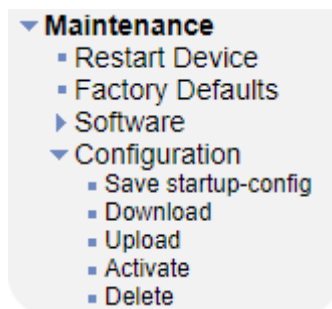 Maintenance
Restart Device
Factory Defaults
Software
Configuration
Save startup-config
Download
Upload
Activate
Delete